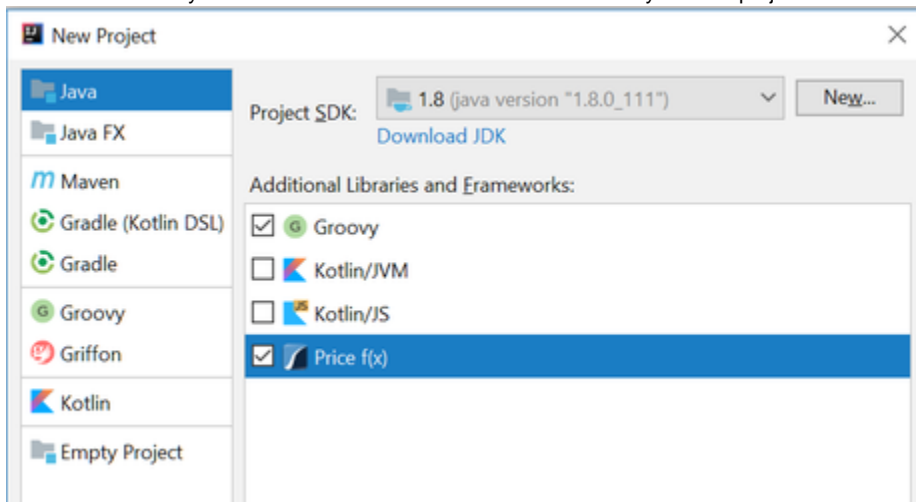 New Project
Java
Java FX
Maven
Gradle (Kotlin DSL)
Gradle
Groovy
Griffon
Kotlin
Empty Project
Project SDK:
1.8 (java version "1.8.0_111")
New...
Download JDK
Additional Libraries and Frameworks:
Groovy
Kotlin/JVM
Kotlin/JS
Price f(x)